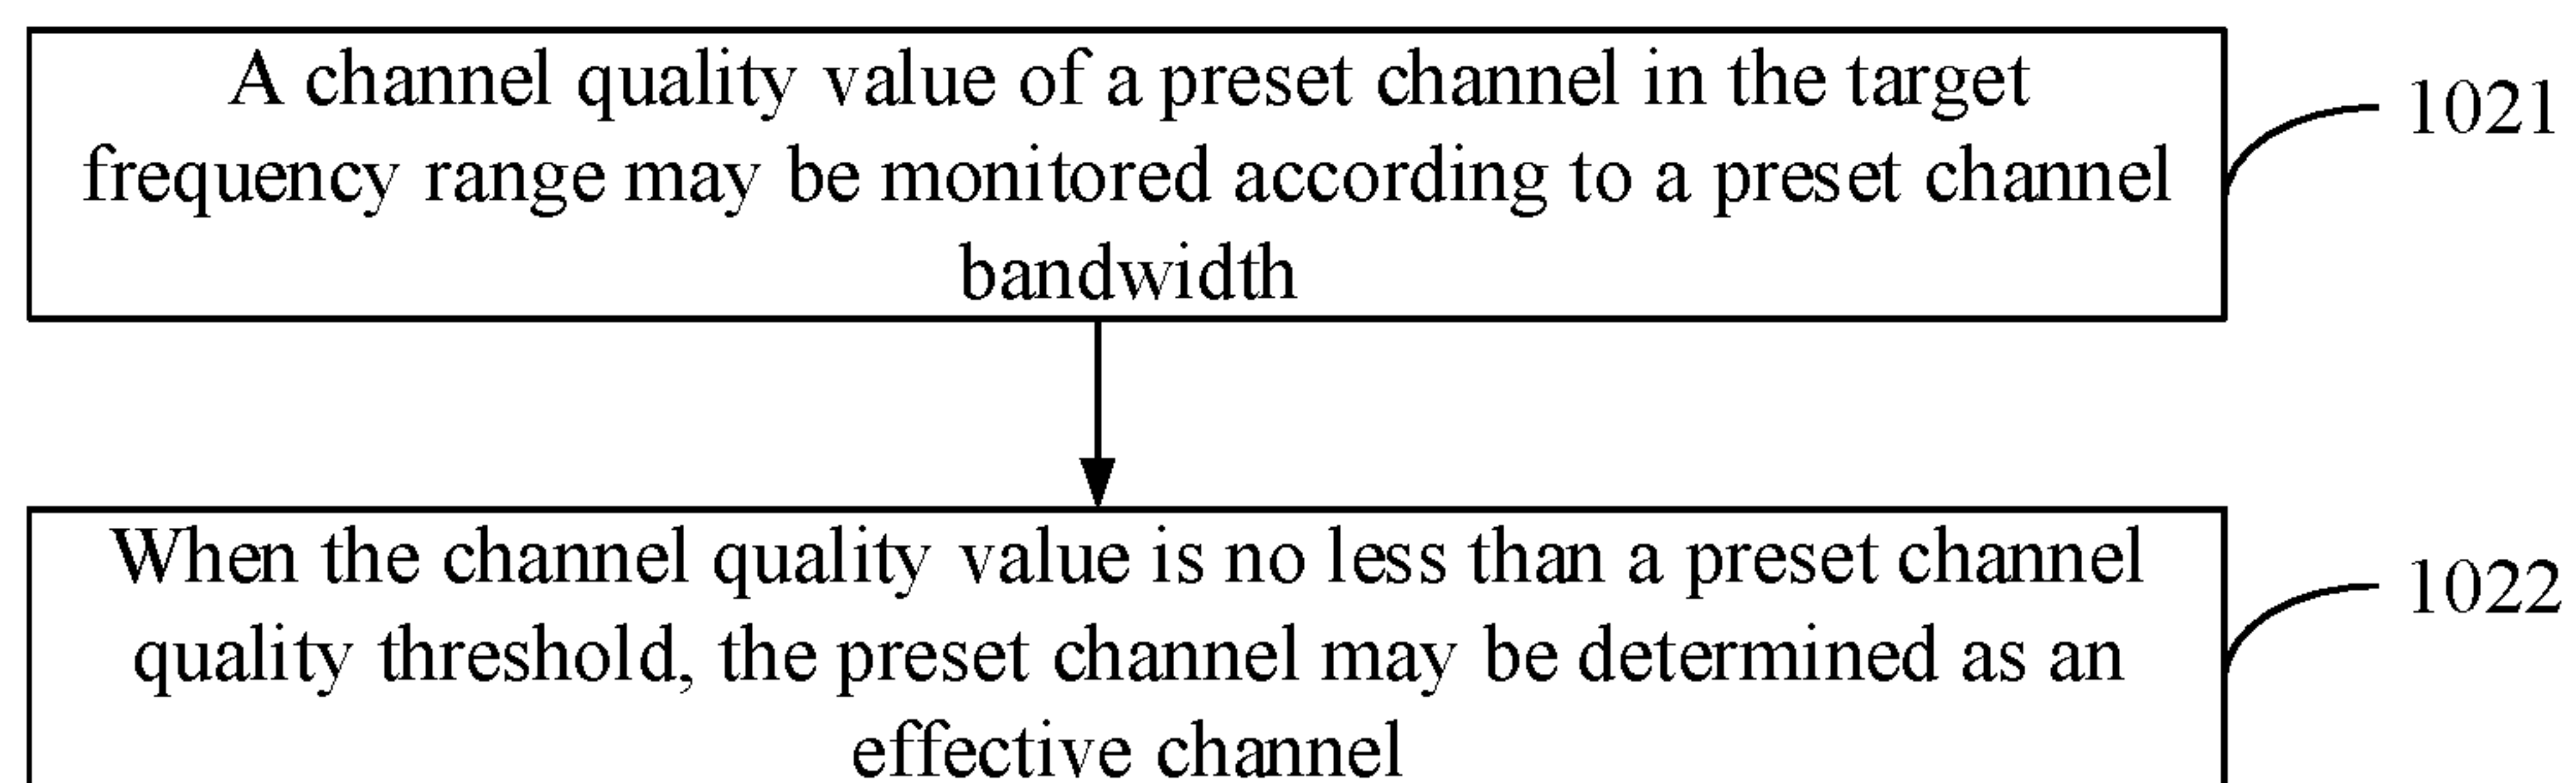 A channel quality value of a preset channel in the target
frequency range may be monitored according to a preset channel
bandwidth
1021
When the channel quality value is no less than a preset channel
quality threshold, the preset channel may be determined as an
effective channel
1022